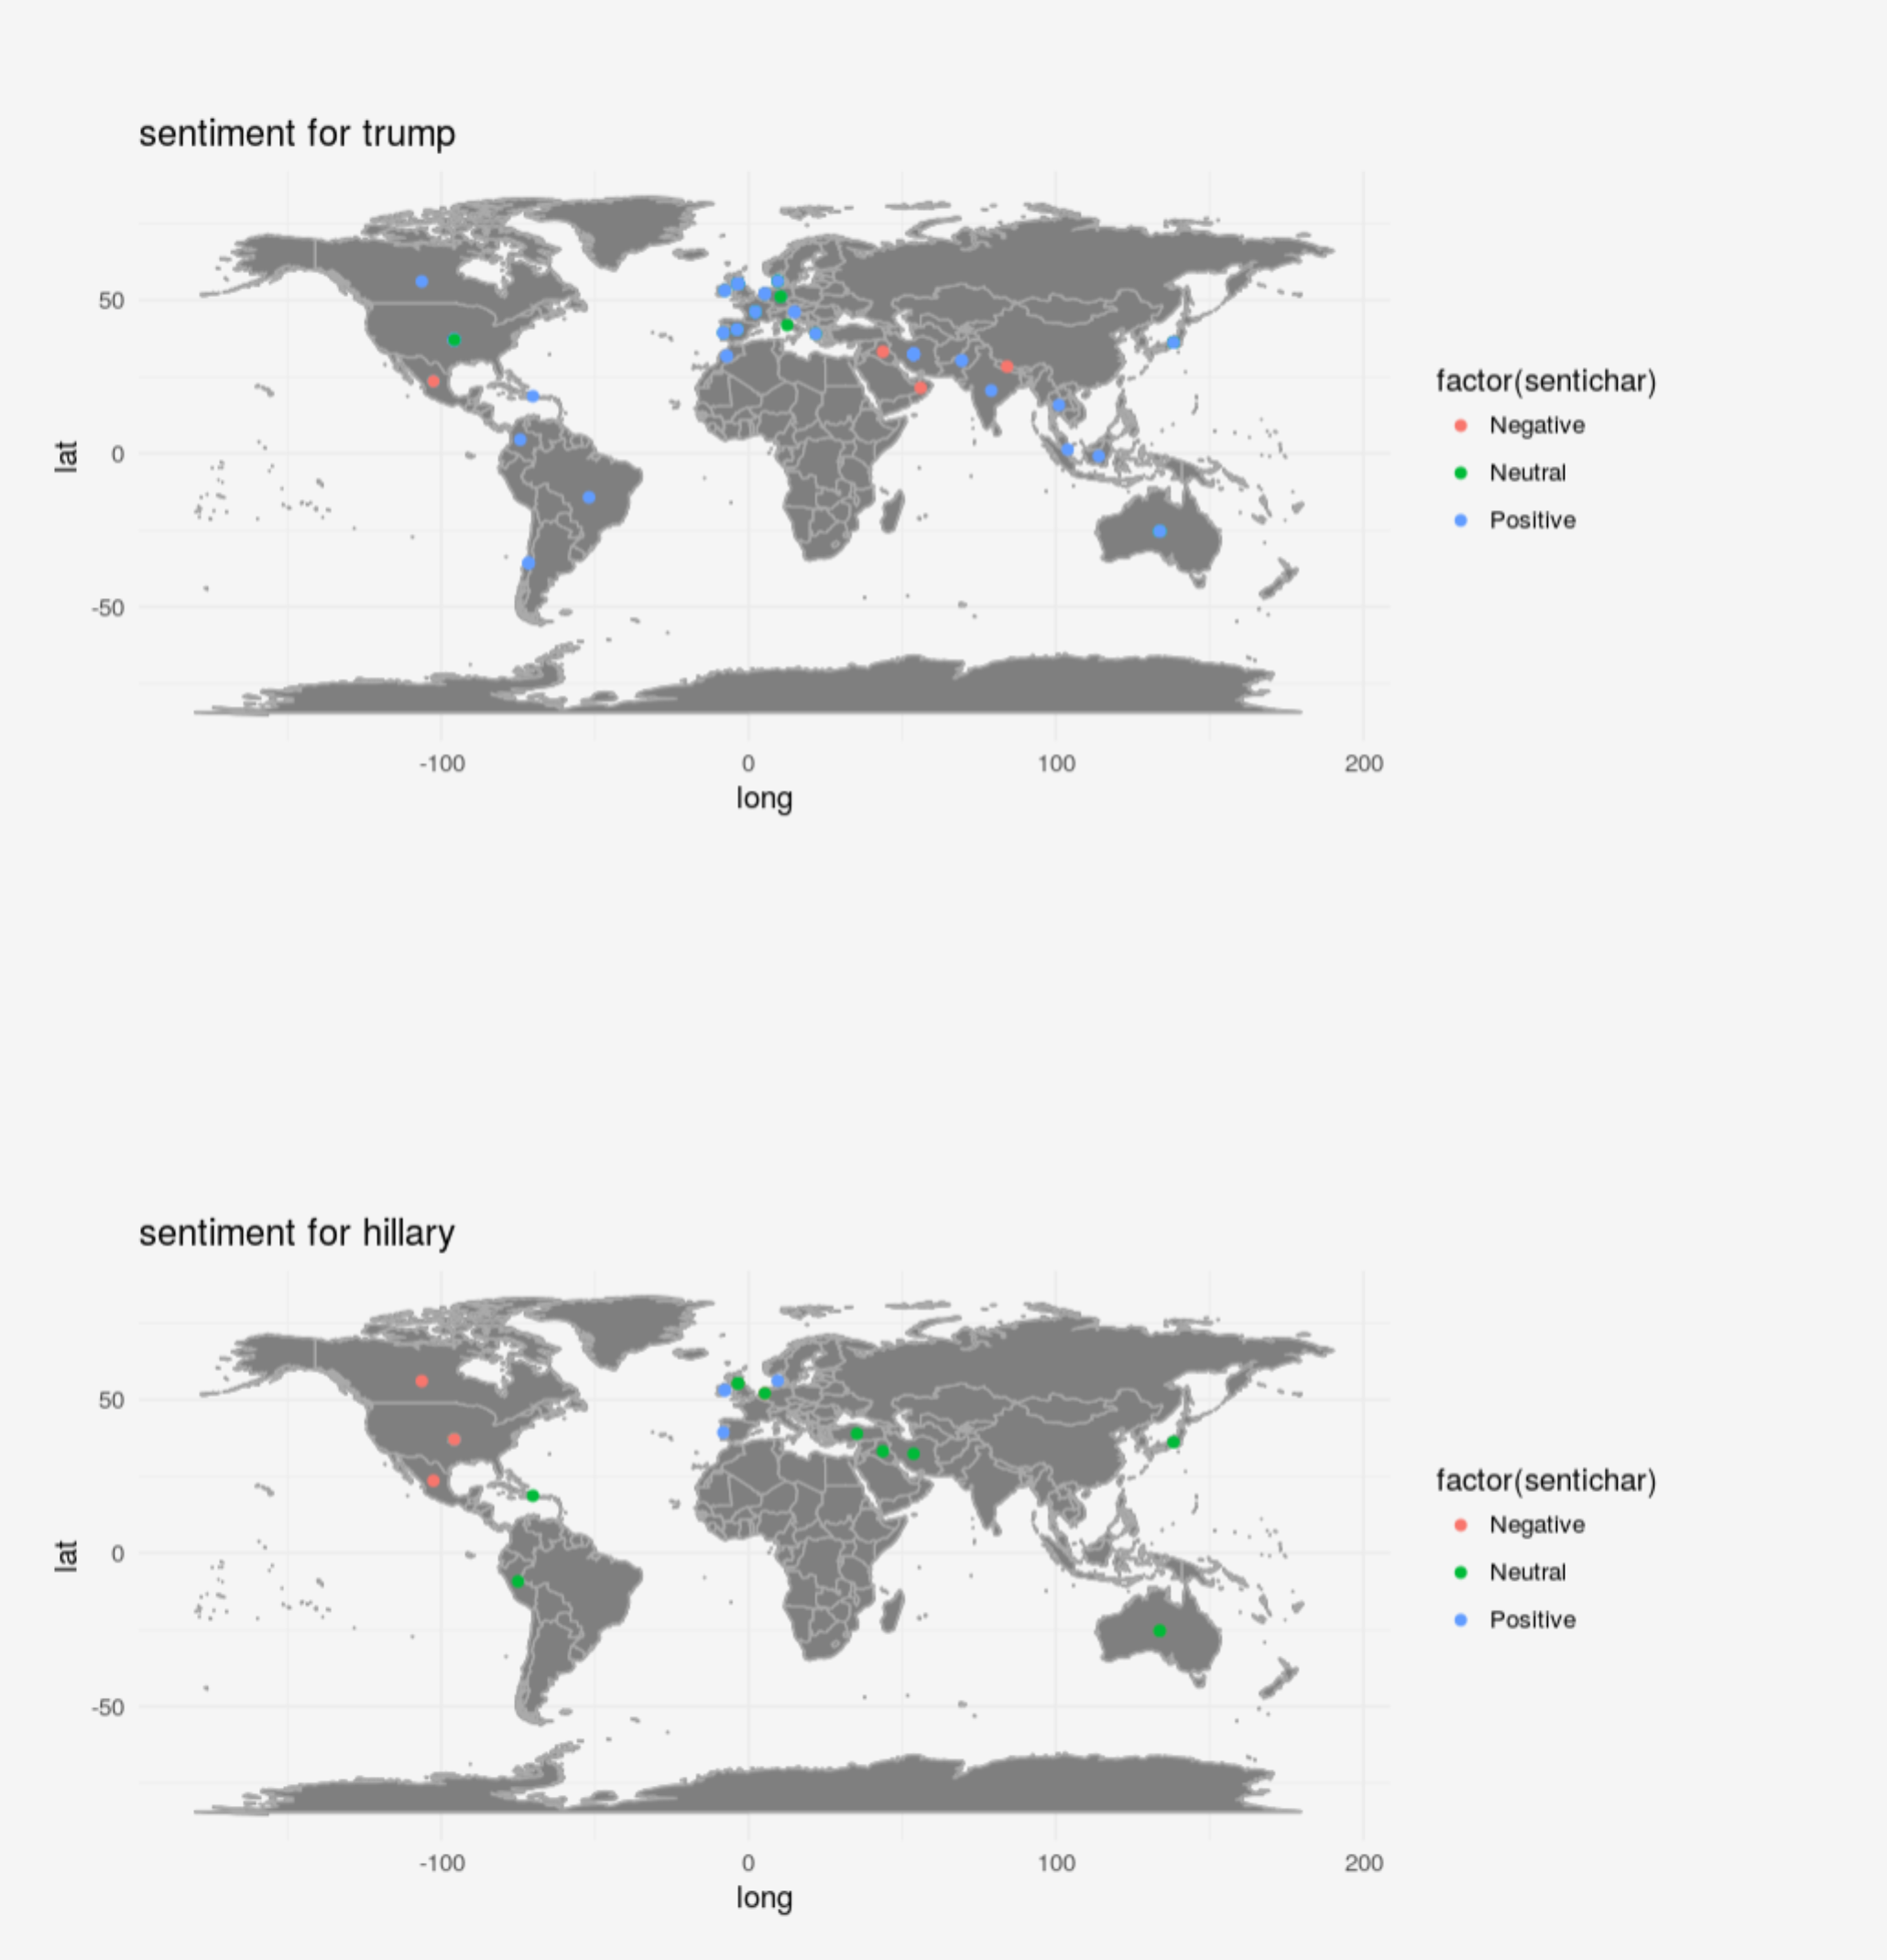 sentiment for trump
50
0
-50
lat
-100 0 100 200
long
factor(sentichar)
Negative
Neutral
Positive
sentiment for hillary
50
0
-50
lat
-100 0 100 200
long
factor(sentichar)
Negative
Neutral
Positive